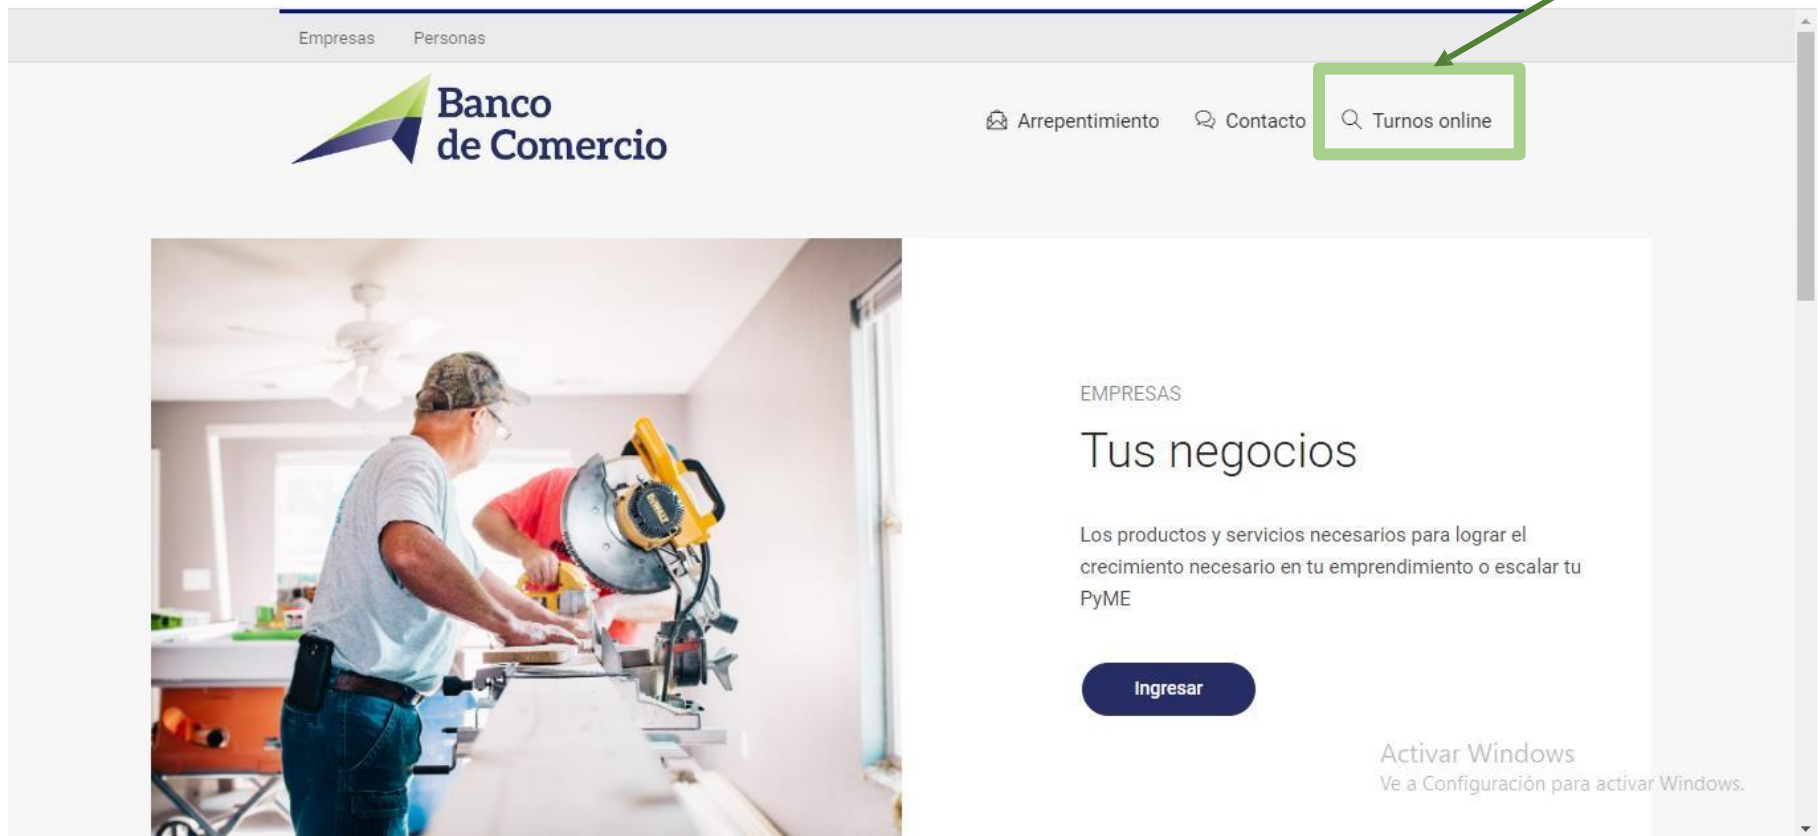 Empresas Personas
Banco
de Comercio
Arrepentimiento Contacto Turnos online
EMPRESAS
Tus negocios
Los productos y servicios necesarios para lograr el
crecimiento necesario en tu emprendimiento o escalar tu
PyME
Ingresar
Activar Windows
Ve a Configuración para activar Windows.
DEWALT